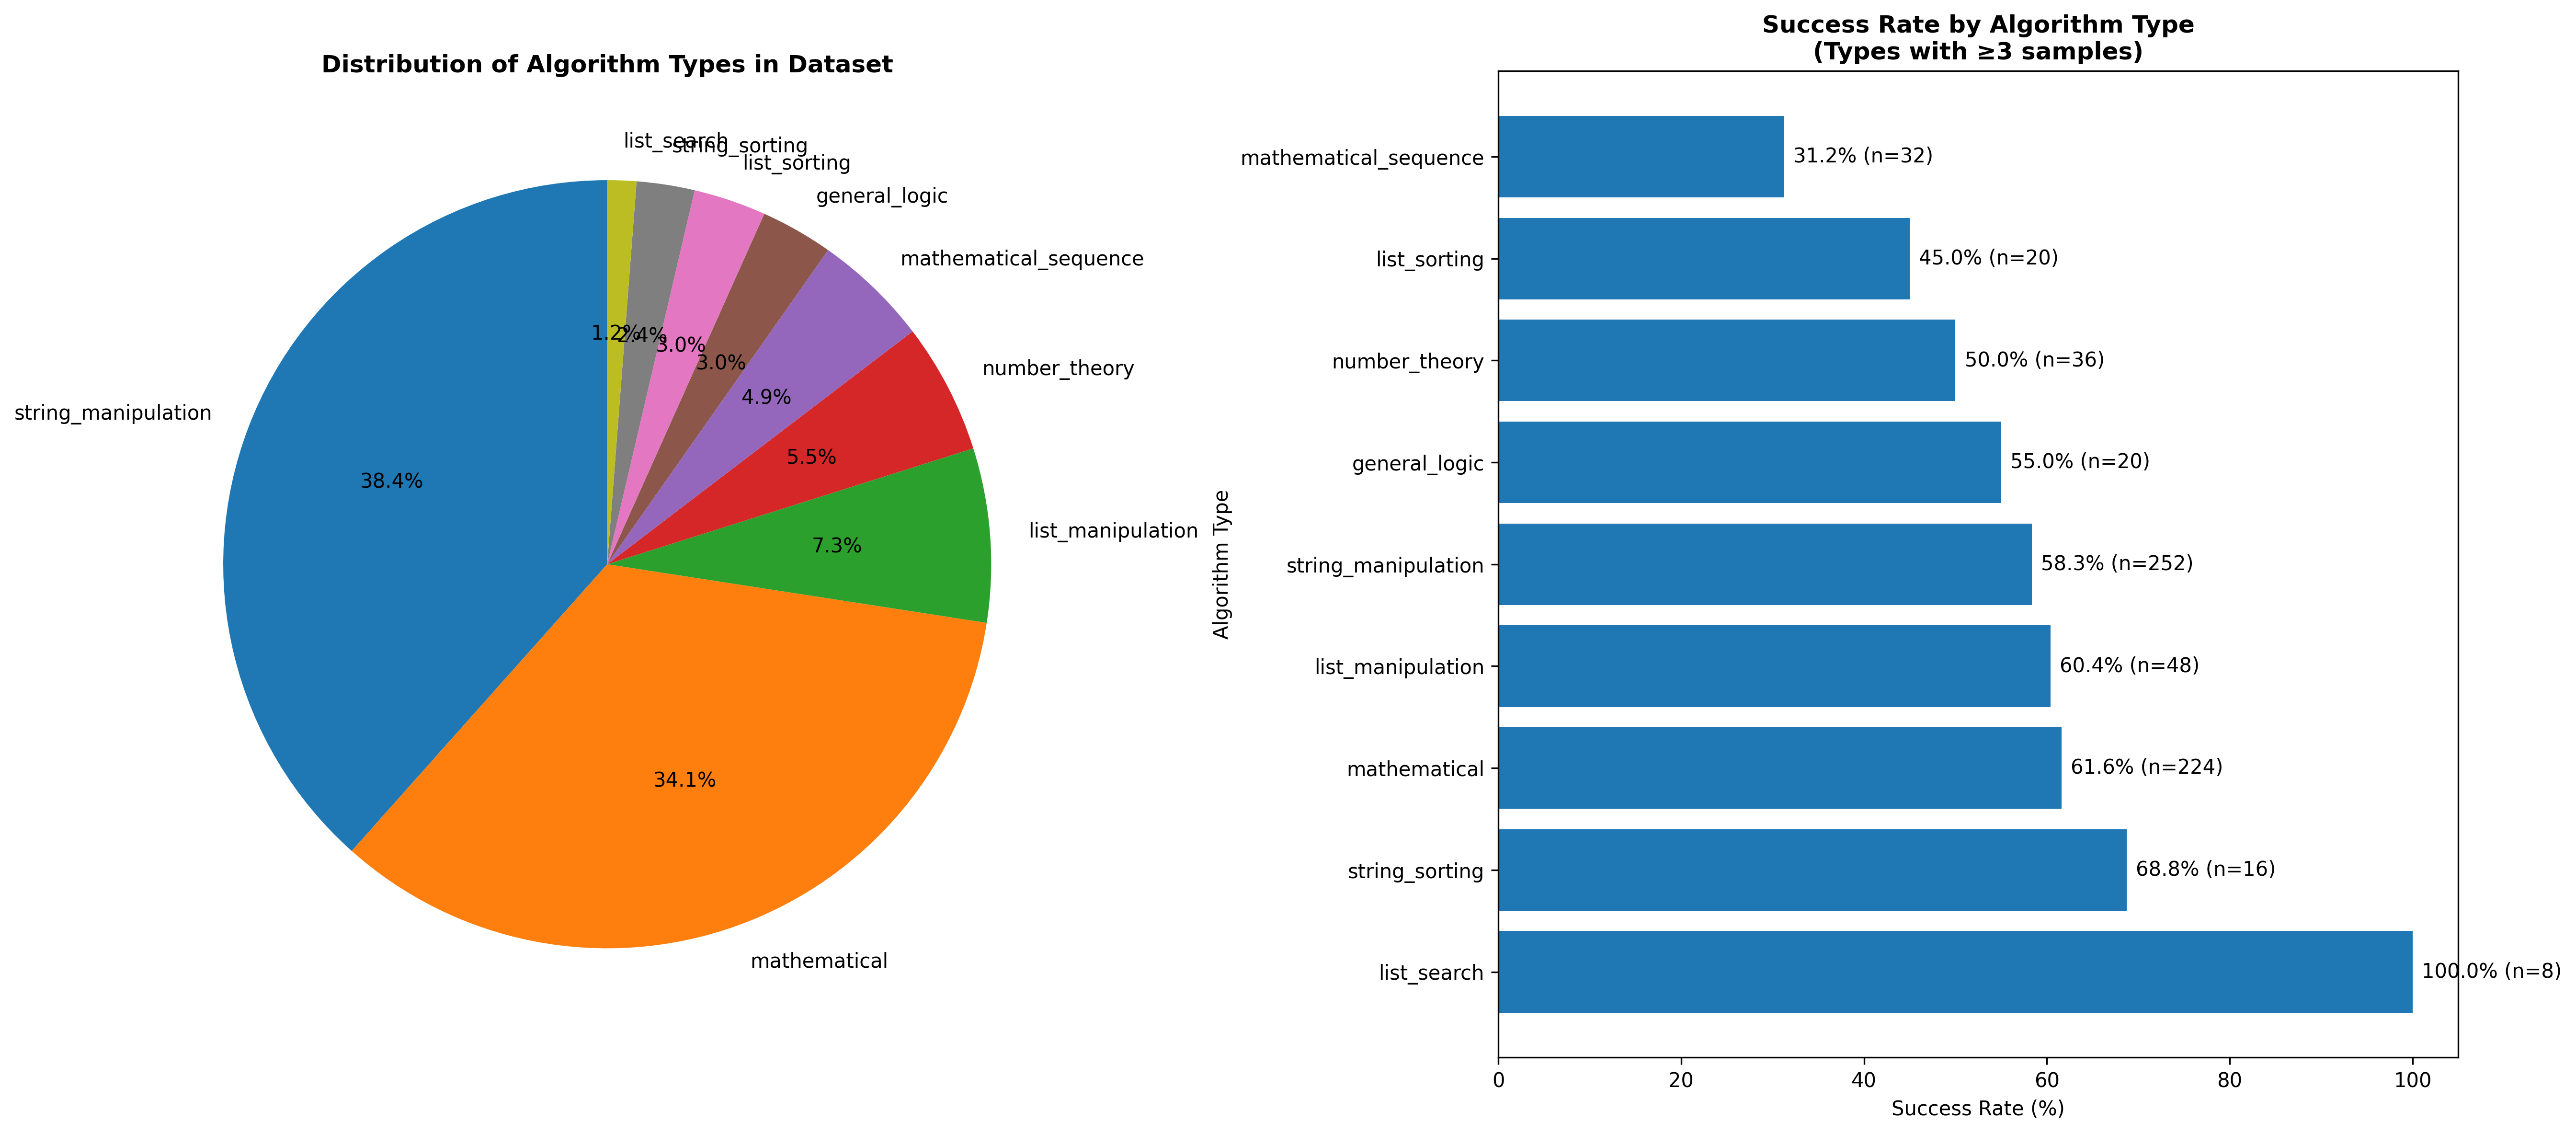 Distribution of Algorithm Types in Dataset
list_search
string_sorting
list_sorting
general_logic
mathematical_sequence
number_theory
list_manipulation
mathematical
string_manipulation
1.2%
2.4%
3.0%
3.0%
4.9%
5.5%
7.3%
34.1%
38.4%
Success Rate by Algorithm Type
(Types with ≥3 samples)
Algorithm Type
mathematical_sequence
31.2% (n=32)
list_sorting
45.0% (n=20)
number_theory
50.0% (n=36)
general_logic
55.0% (n=20)
string_manipulation
58.3% (n=252)
list_manipulation
60.4% (n=48)
mathematical
61.6% (n=224)
string_sorting
68.8% (n=16)
list_search
100.0% (n=8)
0
20
40
60
80
100
Success Rate (%)